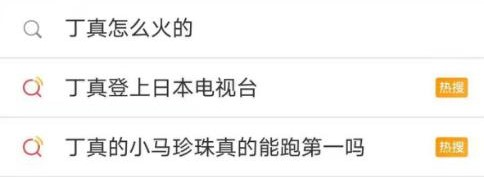 丁真怎么火的
丁真登上日本电视台 热搜
丁真的小马珍珠真的能跑第一吗 热搜